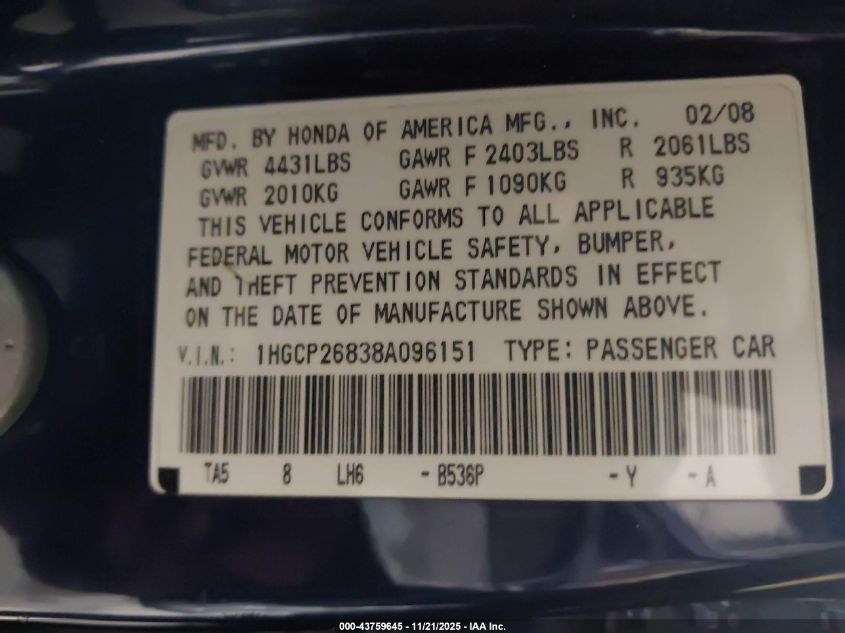 MFD. BY HONDA OF AMERICA MFG., INC. 02/08
GVWR 4431LBS GAWR F 2403LBS R 2061LBS
GVWR 2010KG GAWR F 1090KG R 935KG
THIS VEHICLE CONFORMS TO ALL APPLICABLE
FEDERAL MOTOR VEHICLE SAFETY, BUMPER,
AND THEFT PREVENTION STANDARDS IN EFFECT
ON THE DATE OF MANUFACTURE SHOWN ABOVE.
V.I.N.: 1HGCP26838A096151 TYPE: PASSENGER CAR
TA5 8 LH6 - B536P - Y - A
000-43759645 - 11/21/2025 - IAA Inc.